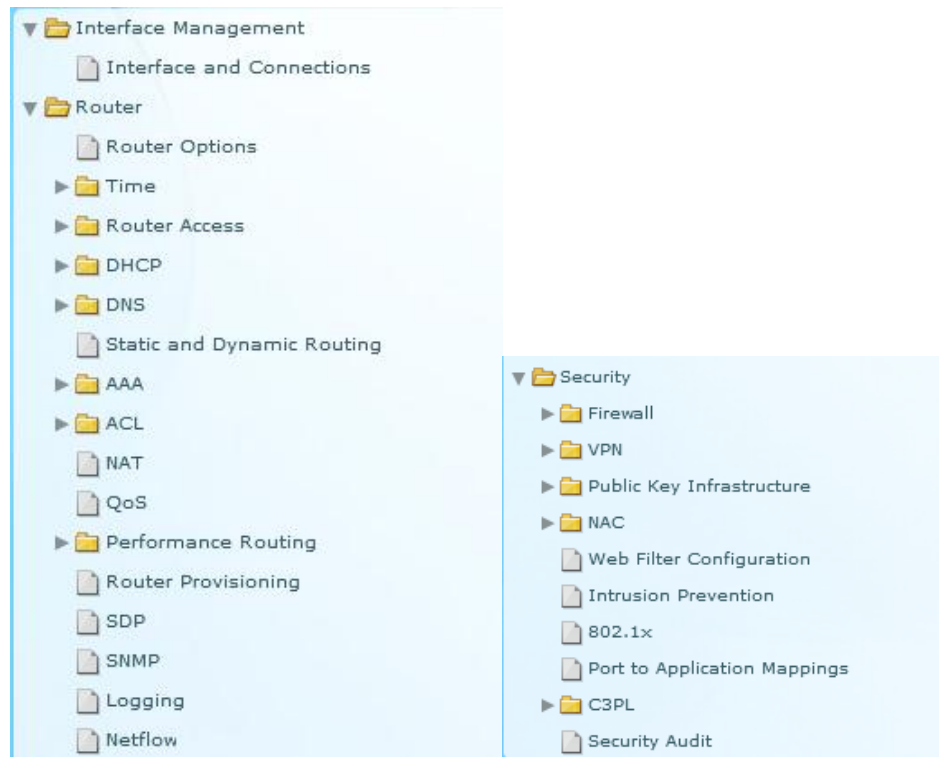 Interface Management
Interface and Connections
Router
Router Options
Time
Router Access
DHCP
DNS
Static and Dynamic Routing
AAA
ACL
NAT
QoS
Performance Routing
Router Provisioning
SDP
SNMP
Logging
Netflow
Security
Firewall
VPN
Public Key Infrastructure
NAC
Web Filter Configuration
Intrusion Prevention
802.1x
Port to Application Mappings
C3PL
Security Audit